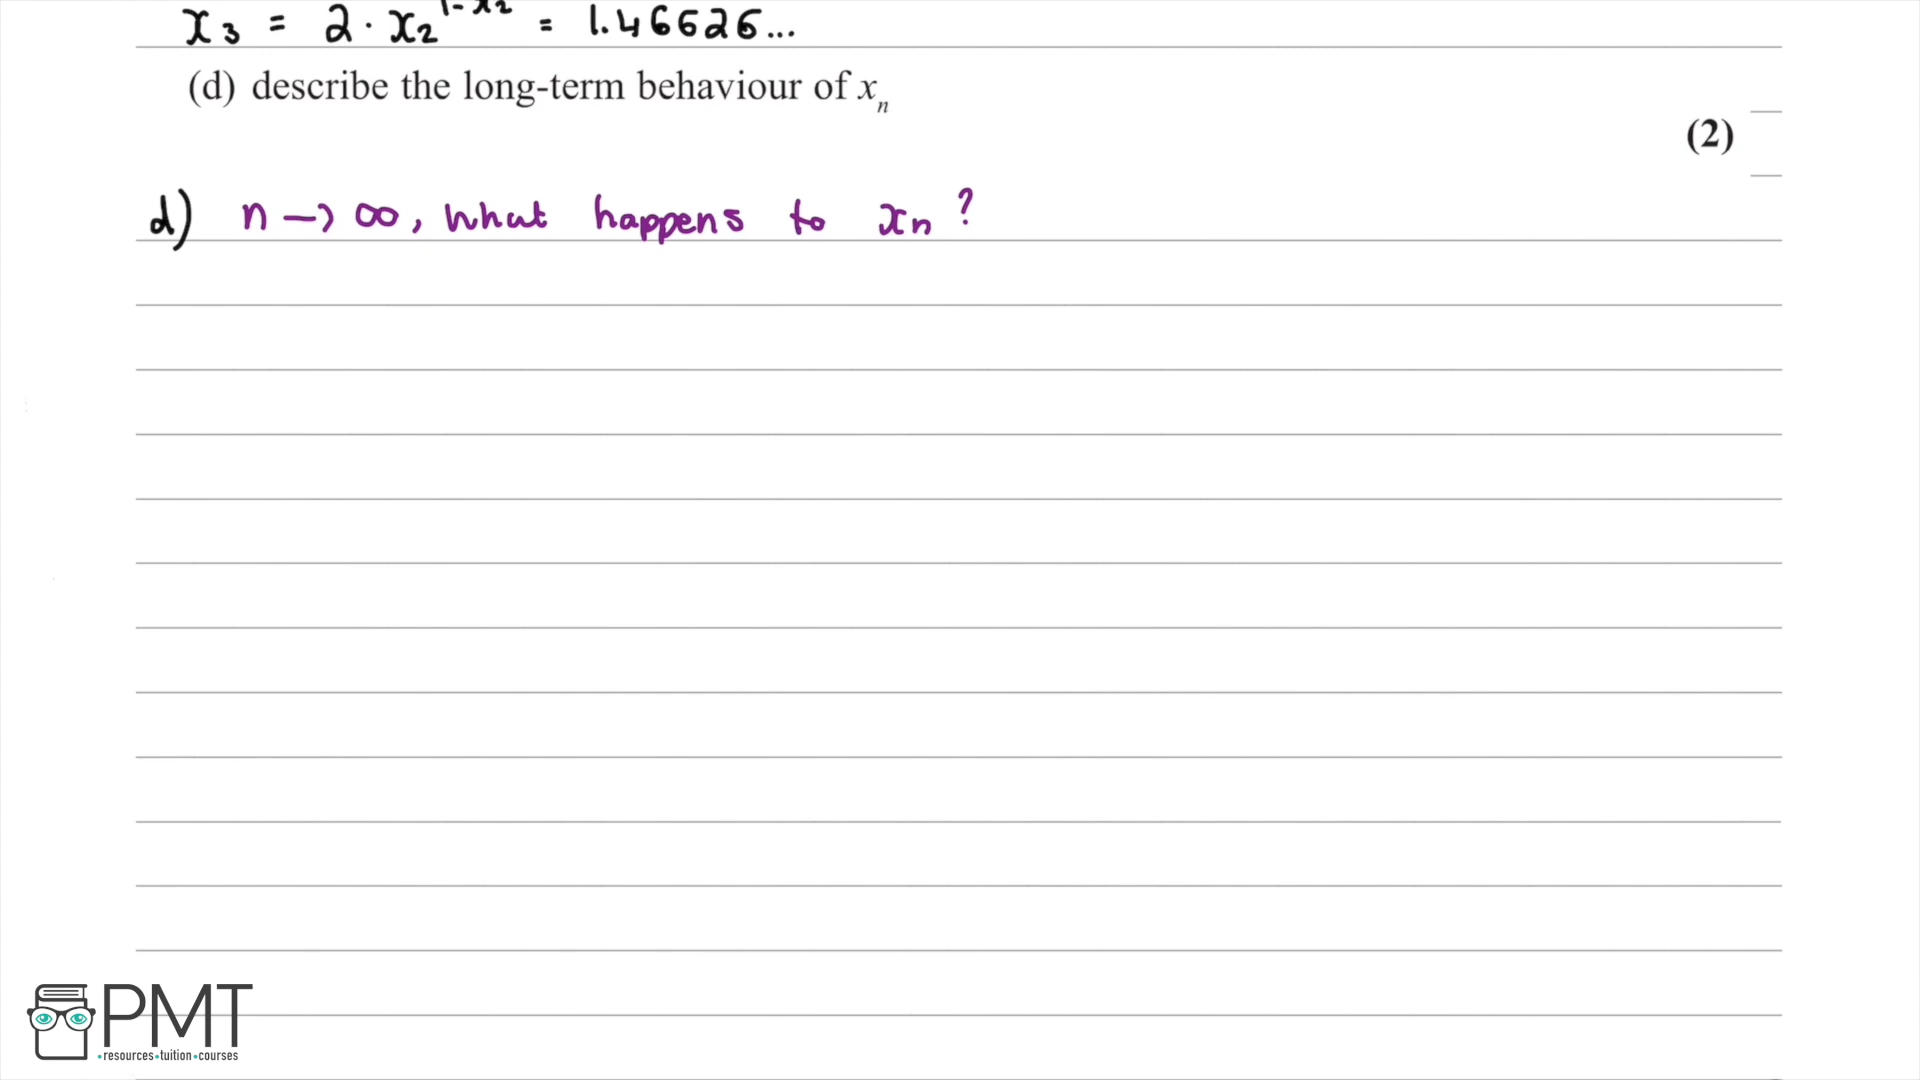 x₃ = 2 · x₂^(1-x₂) = 1.46626...
(d) describe the long-term behaviour of xₙ
(2)
d) n → ∞, what happens to xₙ ?
PMT
•resources•tuition•courses